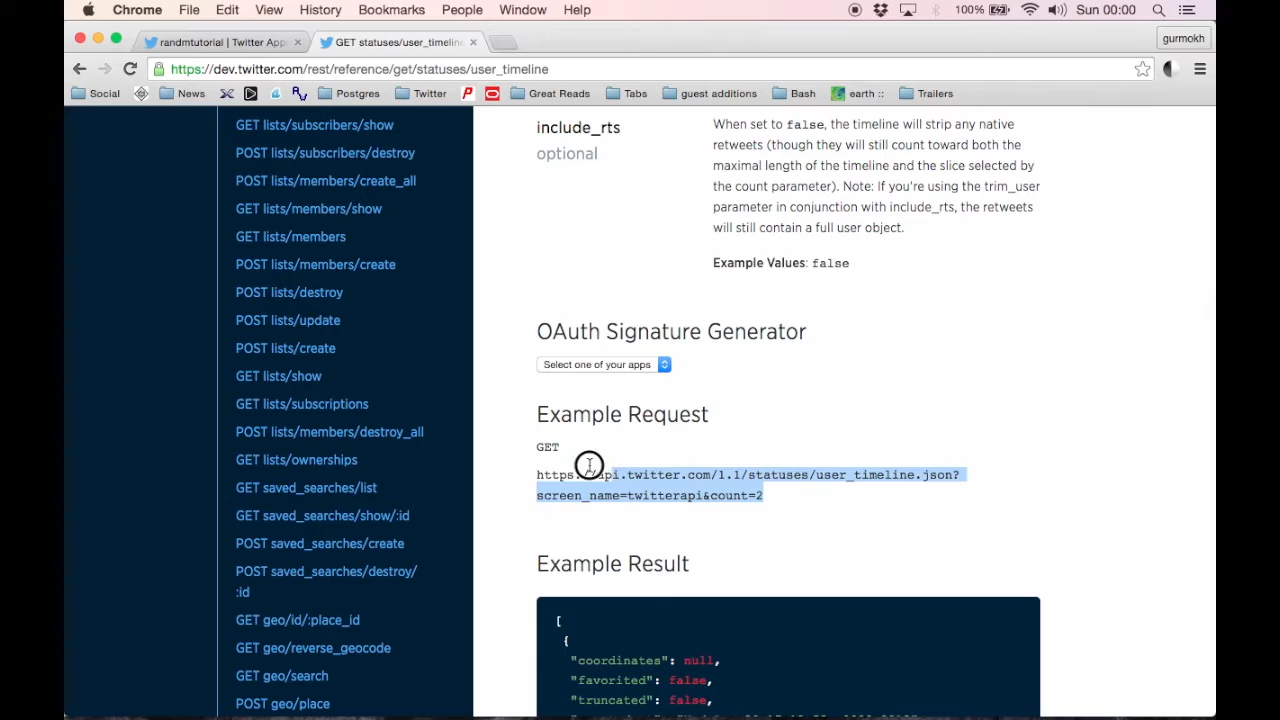 Chrome File Edit View History Bookmarks People Window Help 100% Sun 00:00
randmtutorial | Twitter App
GET statuses/user_timeline
gurmokh
https://dev.twitter.com/rest/reference/get/statuses/user_timeline
Social News Postgres Twitter Great Reads Tabs guest additions Bash earth :: Trailers
GET lists/subscribers/show
POST lists/subscribers/destroy
POST lists/members/create_all
GET lists/members/show
GET lists/members
POST lists/members/create
POST lists/destroy
POST lists/update
POST lists/create
GET lists/show
GET lists/subscriptions
POST lists/members/destroy_all
GET lists/ownerships
GET saved_searches/list
GET saved_searches/show/:id
POST saved_searches/create
POST saved_searches/destroy/
:id
GET geo/id/:place_id
GET geo/reverse_geocode
GET geo/search
POST geo/place
include_rts
optional
When set to false, the timeline will strip any native
retweets (though they will still count toward both the
maximal length of the timeline and the slice selected by
the count parameter). Note: If you're using the trim_user
parameter in conjunction with include_rts, the retweets
will still contain a full user object.
Example Values: false
OAuth Signature Generator
Select one of your apps
Example Request
GET
https://api.twitter.com/1.1/statuses/user_timeline.json?
screen_name=twitterapi&count=2
Example Result
[
{
"coordinates": null,
"favorited": false,
"truncated": false,